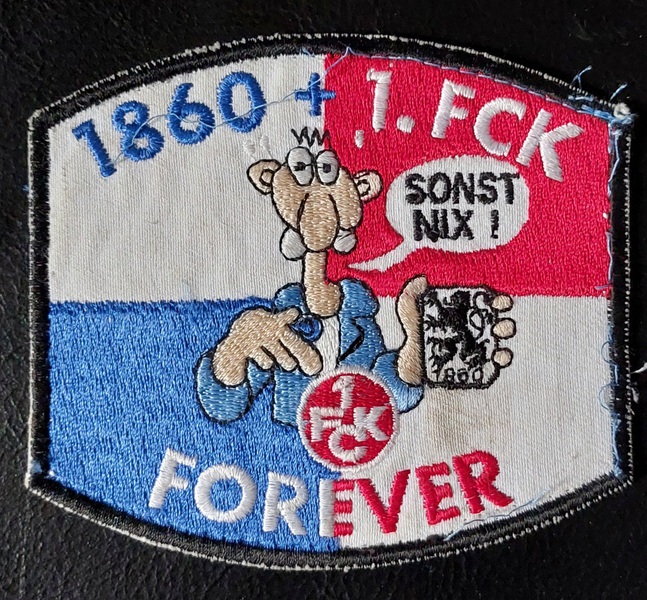 1860 + 1. FCK
SONST
NIX !
1860
1.
FCK
FOREVER